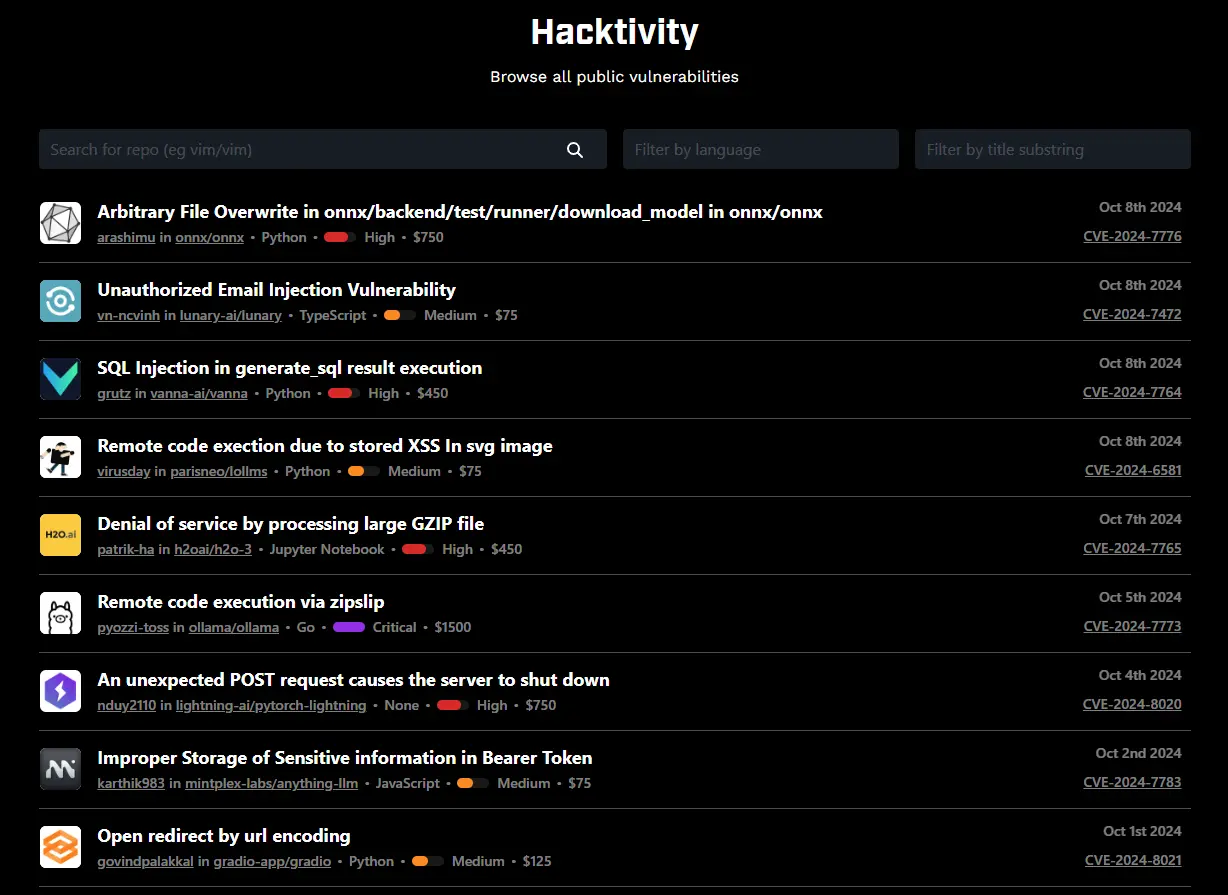 Hacktivity
Browse all public vulnerabilities
Search for repo (eg vim/vim)
Filter by language
Filter by title substring
Arbitrary File Overwrite in onnx/backend/test/runner/download_model in onnx/onnx
Oct 8th 2024
arashimu in onnx/onnx • Python • High • $750
CVE-2024-7776
Unauthorized Email Injection Vulnerability
Oct 8th 2024
vn-ncvinh in lunary-ai/lunary • TypeScript • Medium • $75
CVE-2024-7472
SQL Injection in generate_sql result execution
Oct 8th 2024
grutz in vanna-ai/vanna • Python • High • $450
CVE-2024-7764
Remote code exection due to stored XSS In svg image
Oct 8th 2024
virusday in parisneo/lollms • Python • Medium • $75
CVE-2024-6581
H2O.ai
Denial of service by processing large GZIP file
Oct 7th 2024
patrik-ha in h2oai/h2o-3 • Jupyter Notebook • High • $450
CVE-2024-7765
Remote code execution via zipslip
Oct 5th 2024
pyozzi-toss in ollama/ollama • Go • Critical • $1500
CVE-2024-7773
An unexpected POST request causes the server to shut down
Oct 4th 2024
nduy2110 in lightning-ai/pytorch-lightning • None • High • $750
CVE-2024-8020
Improper Storage of Sensitive information in Bearer Token
Oct 2nd 2024
karthik983 in mintplex-labs/anything-llm • JavaScript • Medium • $75
CVE-2024-7783
Open redirect by url encoding
Oct 1st 2024
govindpalakkal in gradio-app/gradio • Python • Medium • $125
CVE-2024-8021